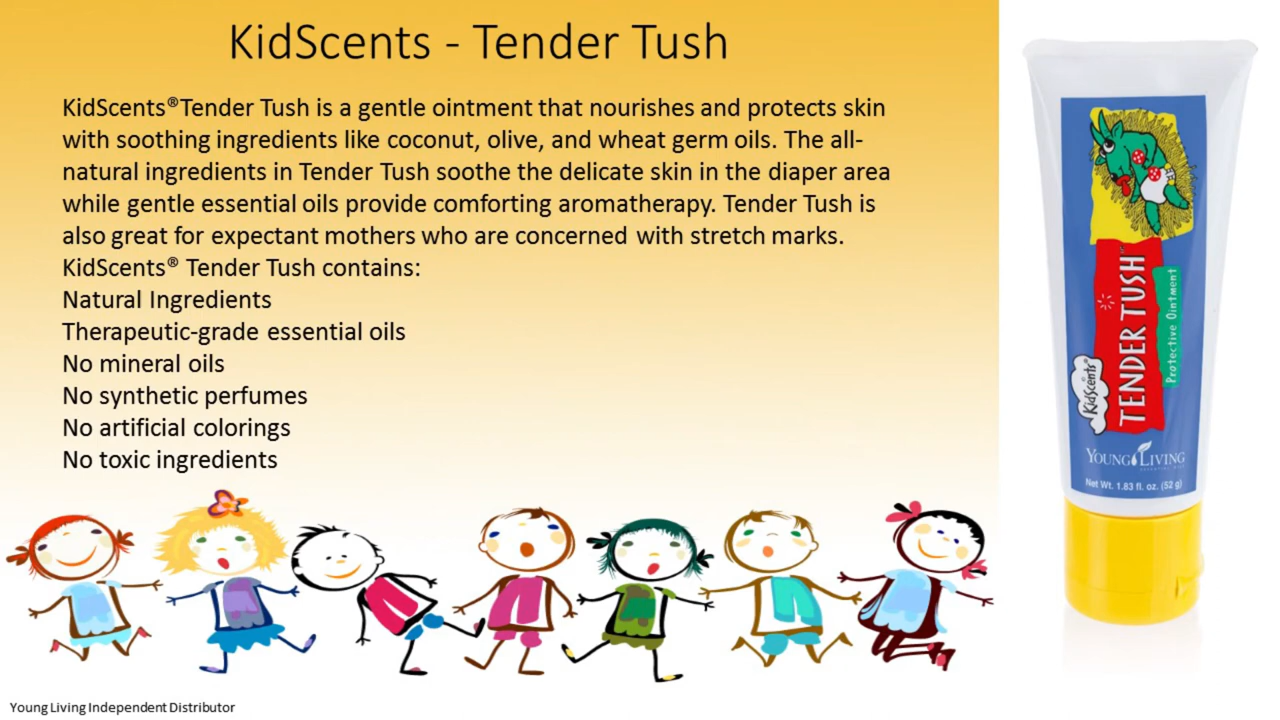 KidScents - Tender Tush
KidScents®Tender Tush is a gentle ointment that nourishes and protects skin
with soothing ingredients like coconut, olive, and wheat germ oils. The all-
natural ingredients in Tender Tush soothe the delicate skin in the diaper area
while gentle essential oils provide comforting aromatherapy. Tender Tush is
also great for expectant mothers who are concerned with stretch marks.
KidScents® Tender Tush contains:
Natural Ingredients
Therapeutic-grade essential oils
No mineral oils
No synthetic perfumes
No artificial colorings
No toxic ingredients
KidScents®
TENDER TUSH™
Protective Ointment
YOUNG LIVING
ESSENTIAL OILS
Net Wt. 1.83 fl. oz. (52 g)
Young Living Independent Distributor